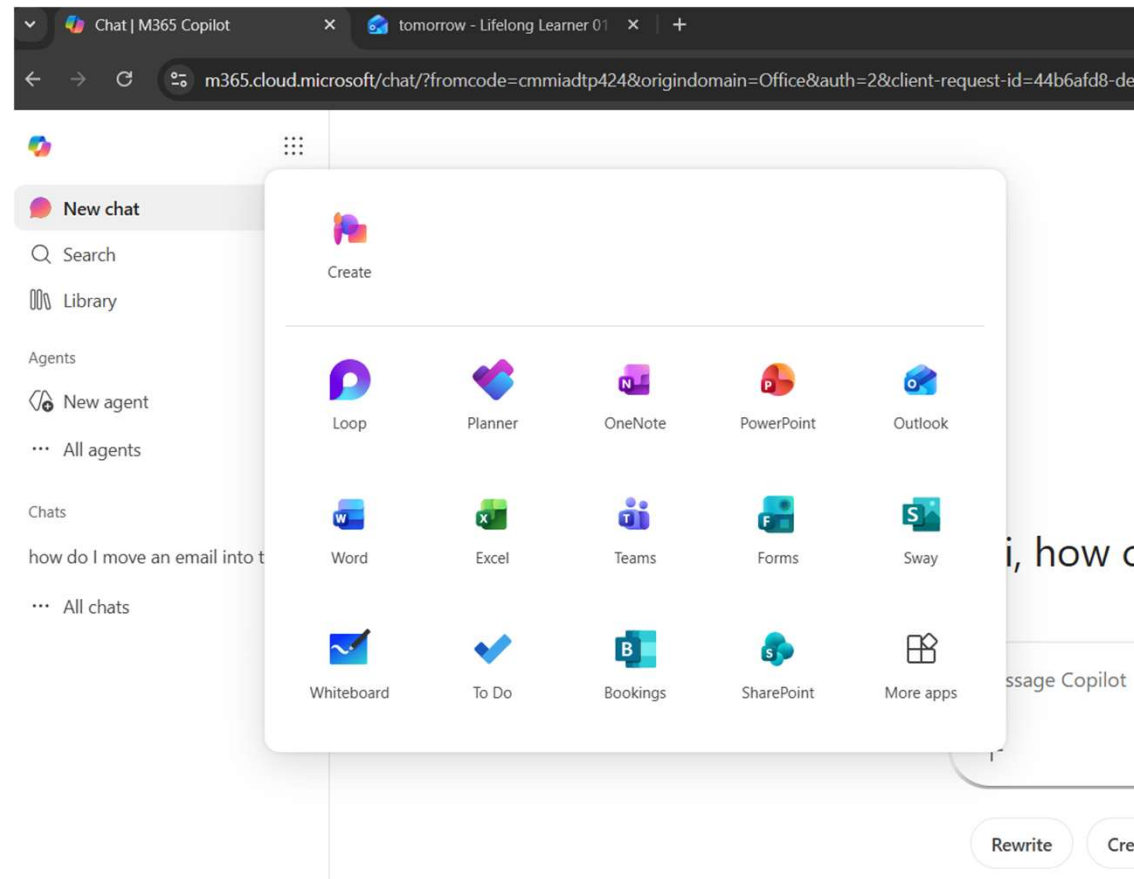 Chat | M365 Copilot
tomorrow - Lifelong Learner 01
m365.cloud.microsoft/chat/?fromcode=cmmiadtp424&origindomain=Office&auth=2&client-request-id=44b6afd8-de
New chat
Search
Library
Agents
New agent
All agents
Chats
how do I move an email into t
All chats
Create
Loop Planner OneNote PowerPoint Outlook
Word Excel Teams Forms Sway
Whiteboard To Do Bookings SharePoint More apps
i, how c
ssage Copilot
Rewrite
Cre